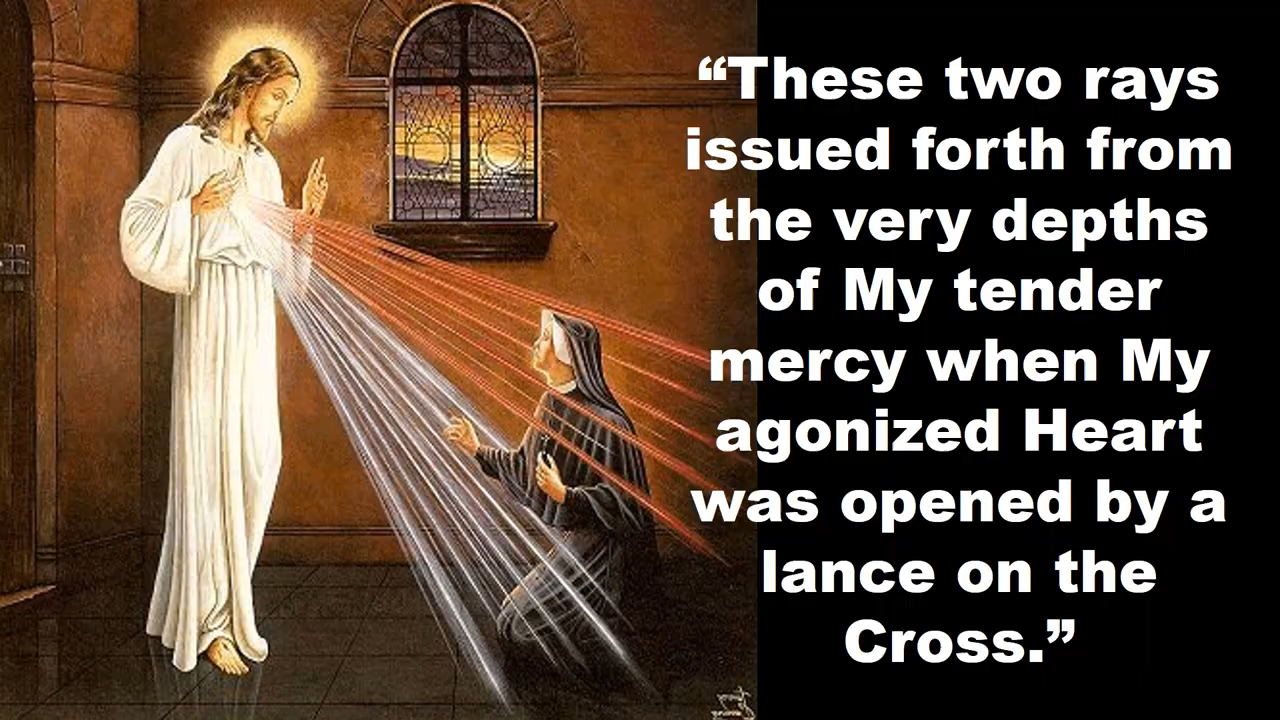 “These two rays
issued forth from
the very depths
of My tender
mercy when My
agonized Heart
was opened by a
lance on the
Cross.”